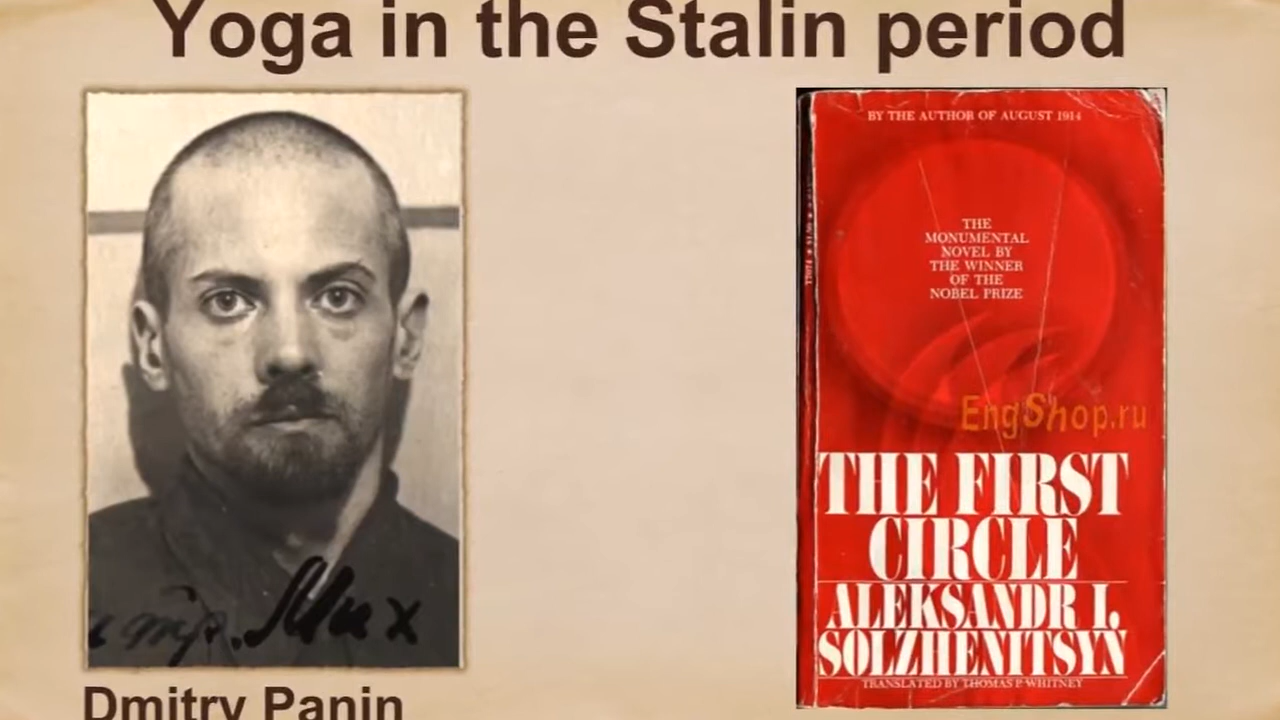 Yoga in the Stalin period
BY THE AUTHOR OF AUGUST 1914
THE
MONUMENTAL
NOVEL BY
THE WINNER
OF THE
NOBEL PRIZE
EngShop.ru
THE FIRST
CIRCLE
ALEKSANDR I.
SOLZHENITSYN
TRANSLATED BY THOMAS P. WHITNEY
Dmitry Panin